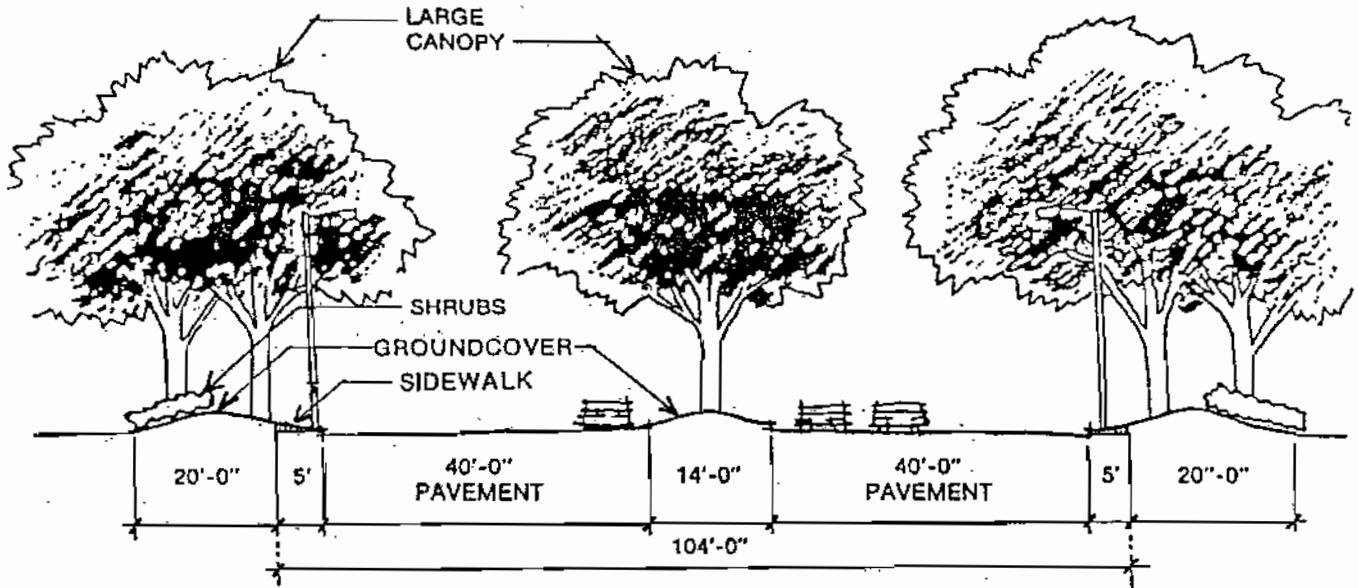 LARGE
CANOPY
SHRUBS
GROUNDCOVER
SIDEWALK
20'-0" 5' 40'-0" 14'-0" 40'-0" 5' 20"-0"
PAVEMENT PAVEMENT
104'-0"